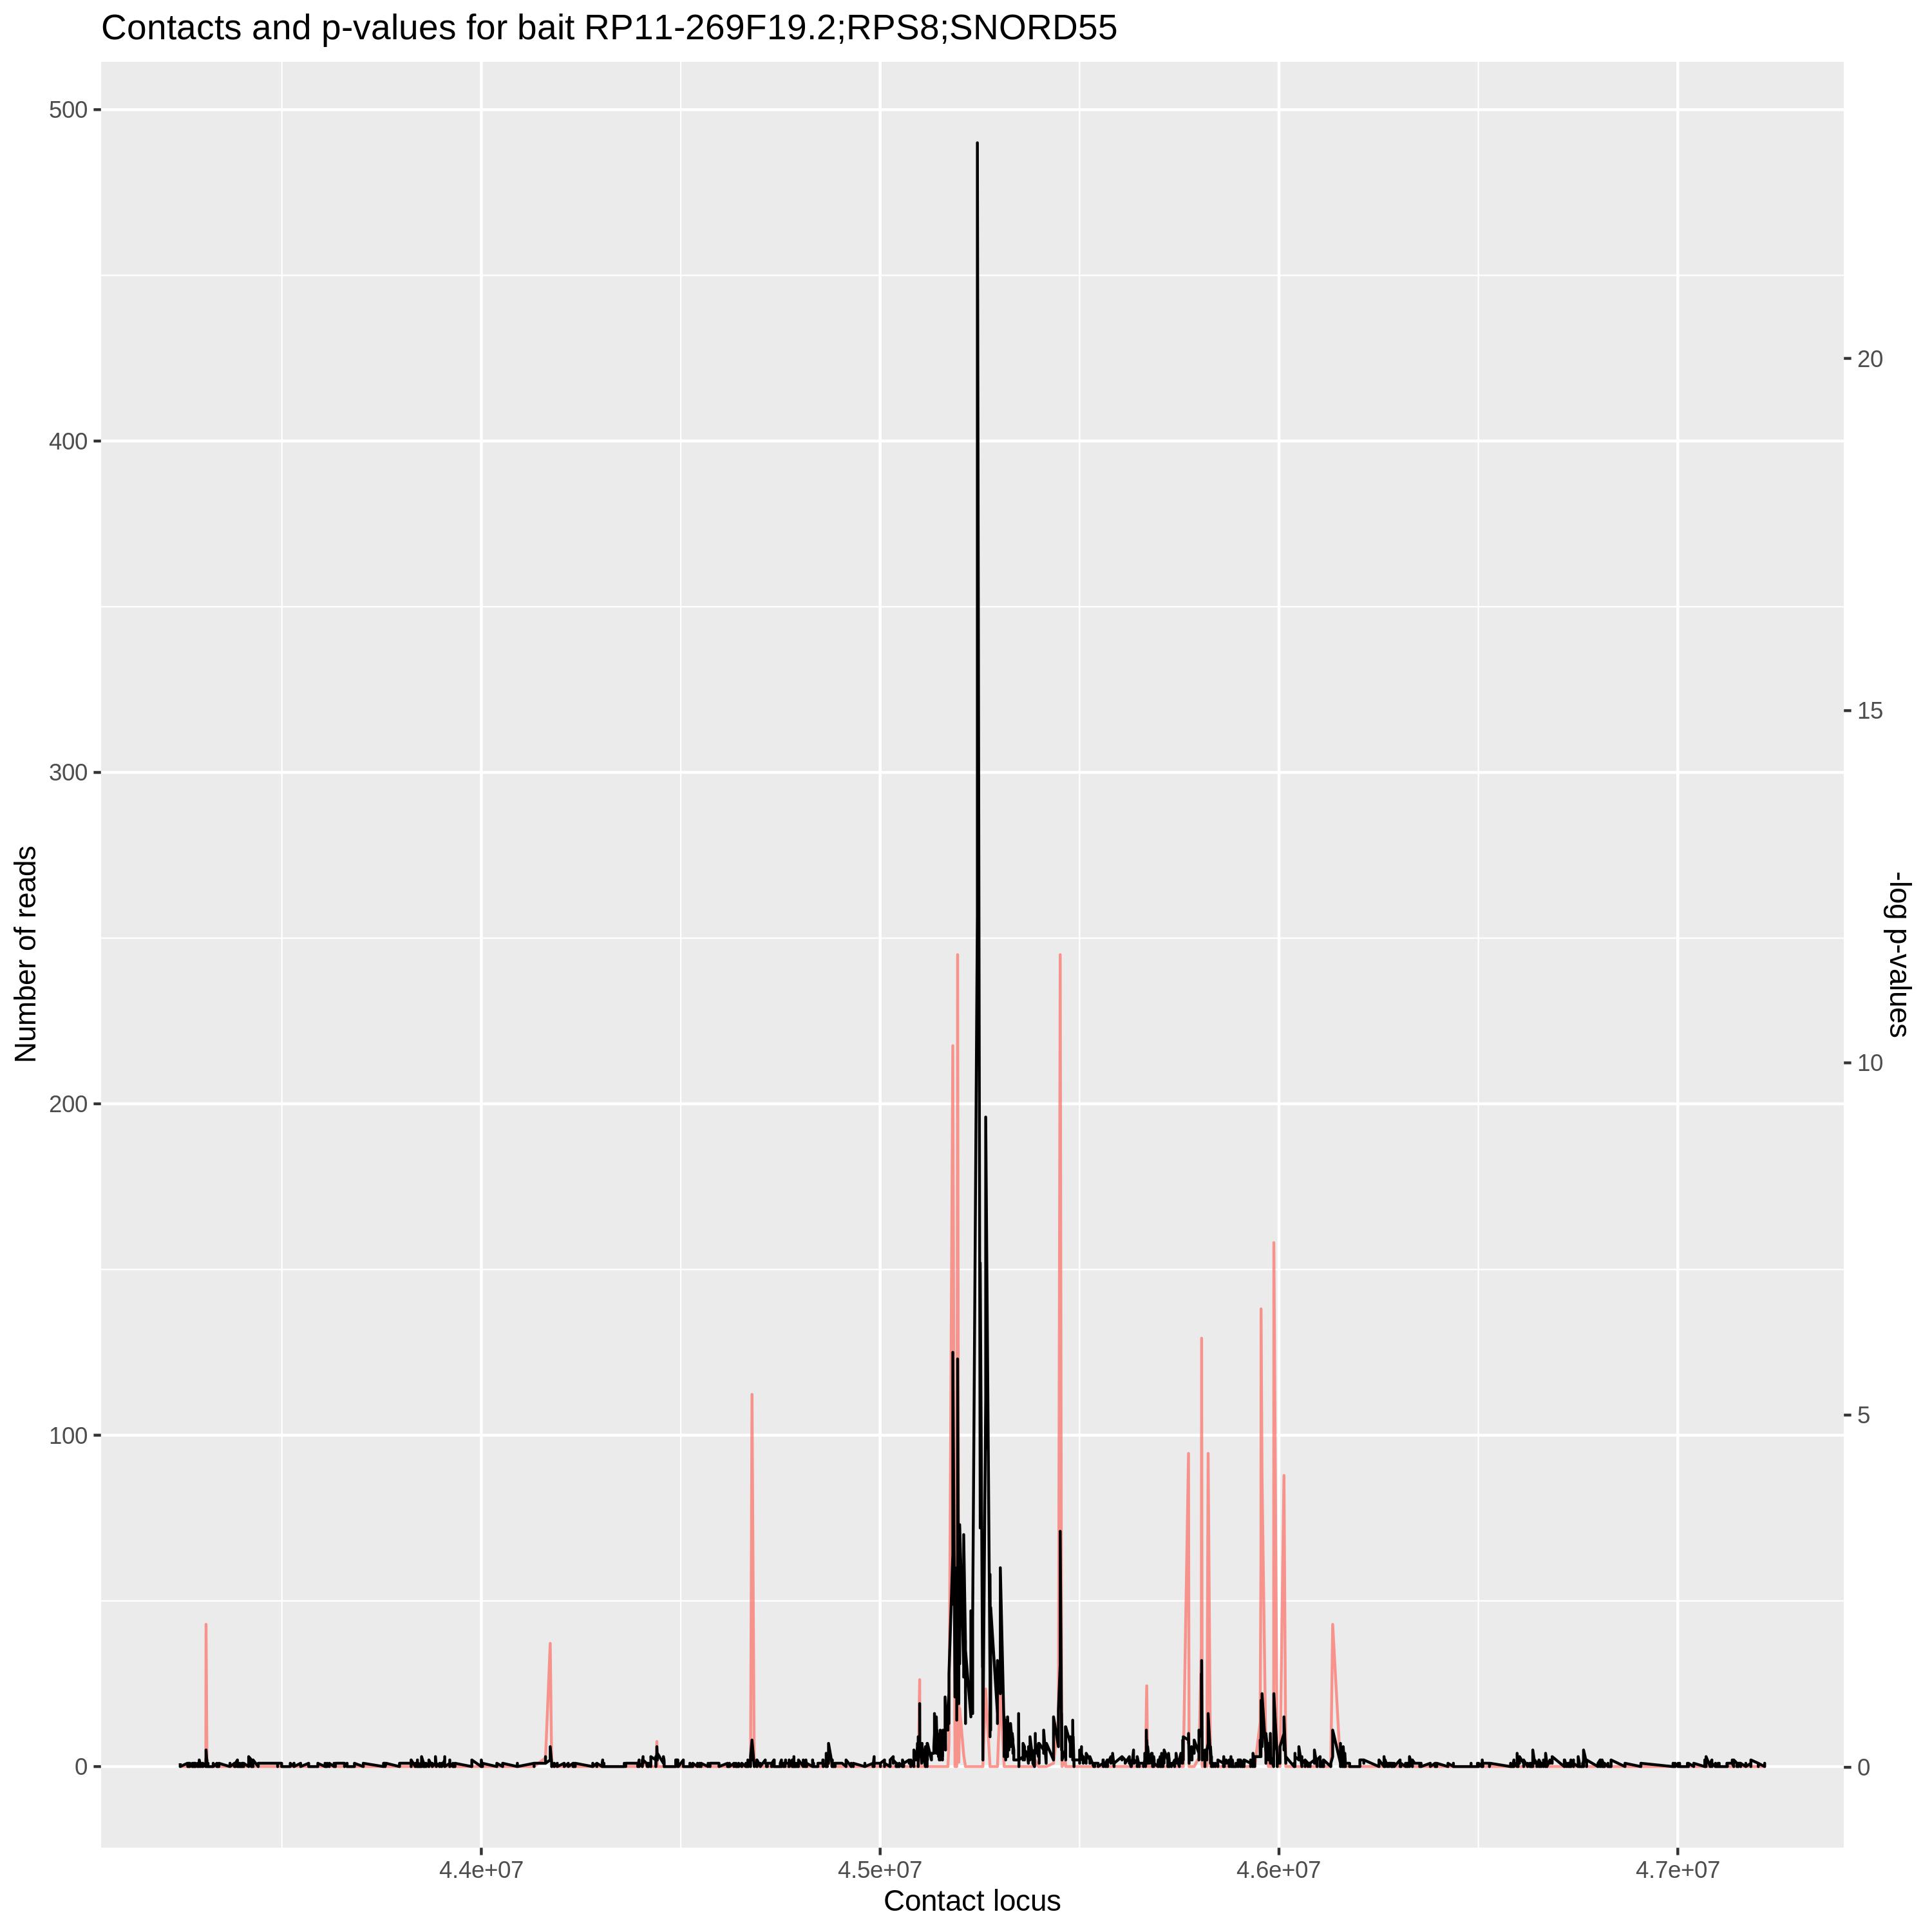 Contacts and p-values for bait RP11-269F19.2;RPS8;SNORD55
500
400
300
200
100
0
Number of reads
20
15
10
5
0
-log p-values
4.4e+07
4.5e+07
4.6e+07
4.7e+07
Contact locus